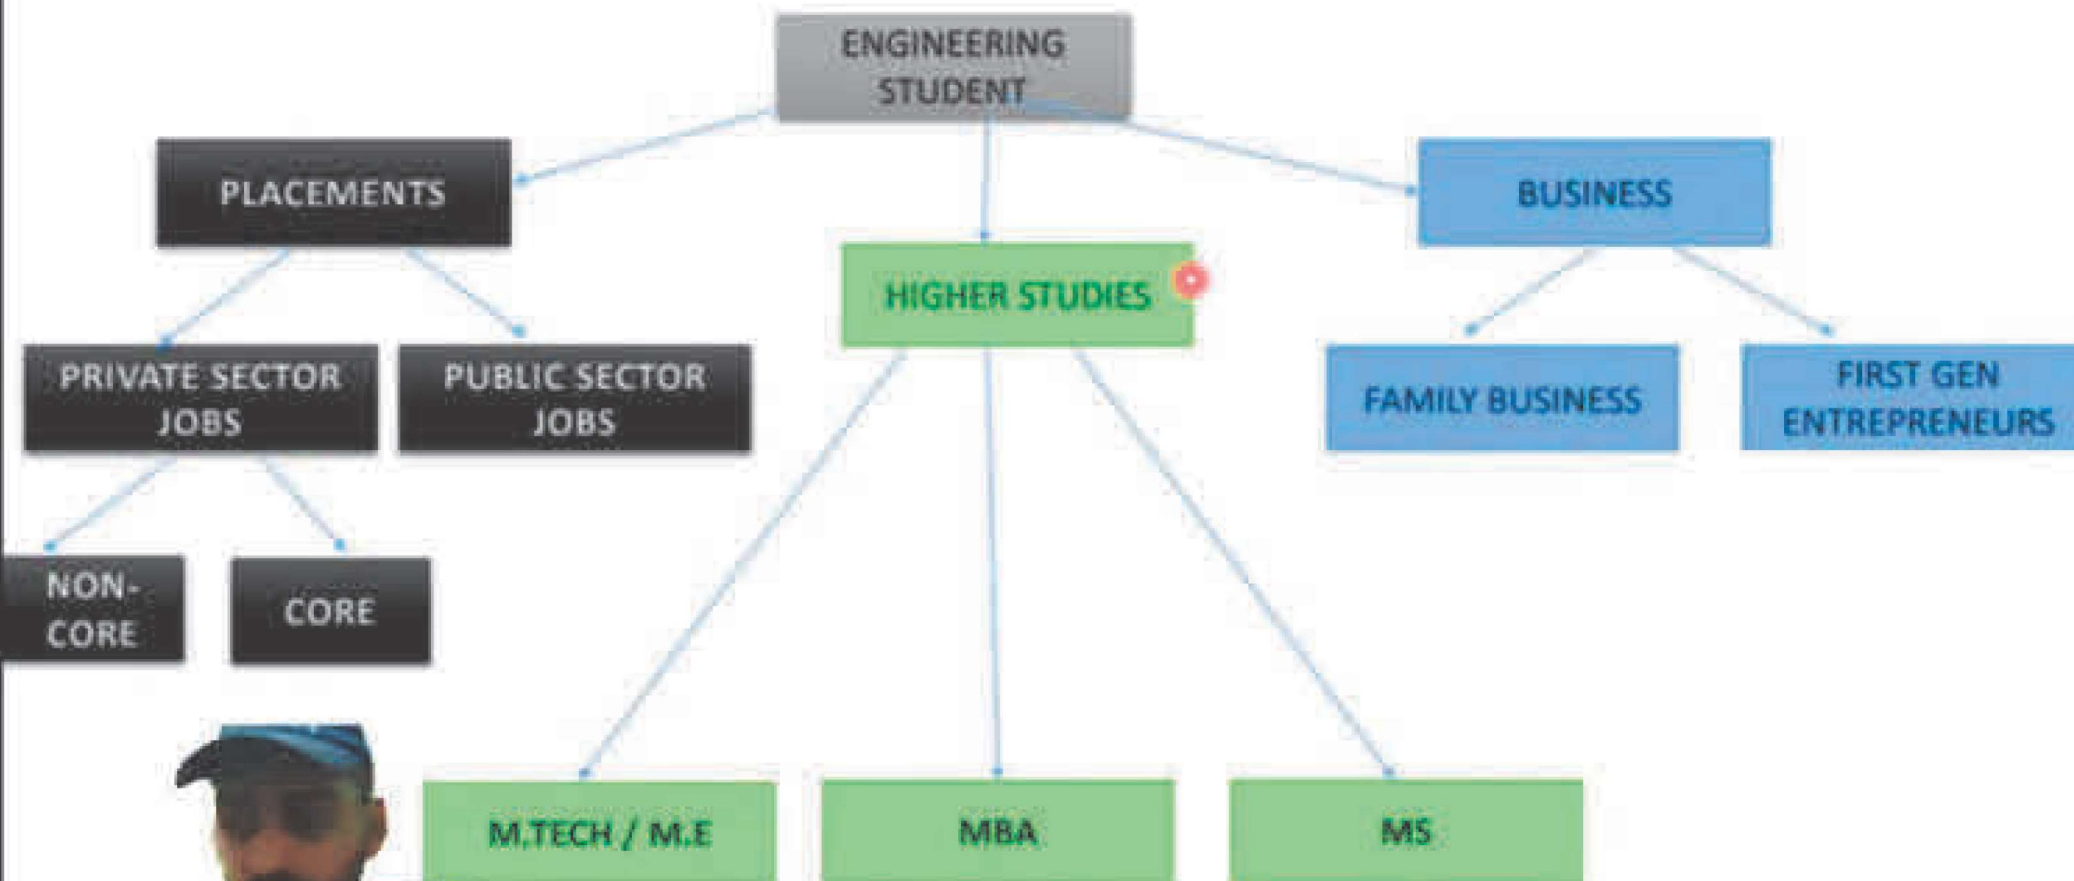 ENGINEERING
STUDENT
PLACEMENTS
BUSINESS
HIGHER STUDIES
PRIVATE SECTOR
JOBS
PUBLIC SECTOR
JOBS
FAMILY BUSINESS
FIRST GEN
ENTREPRENEURS
NON-
CORE
CORE
M.TECH / M.E
MBA
MS